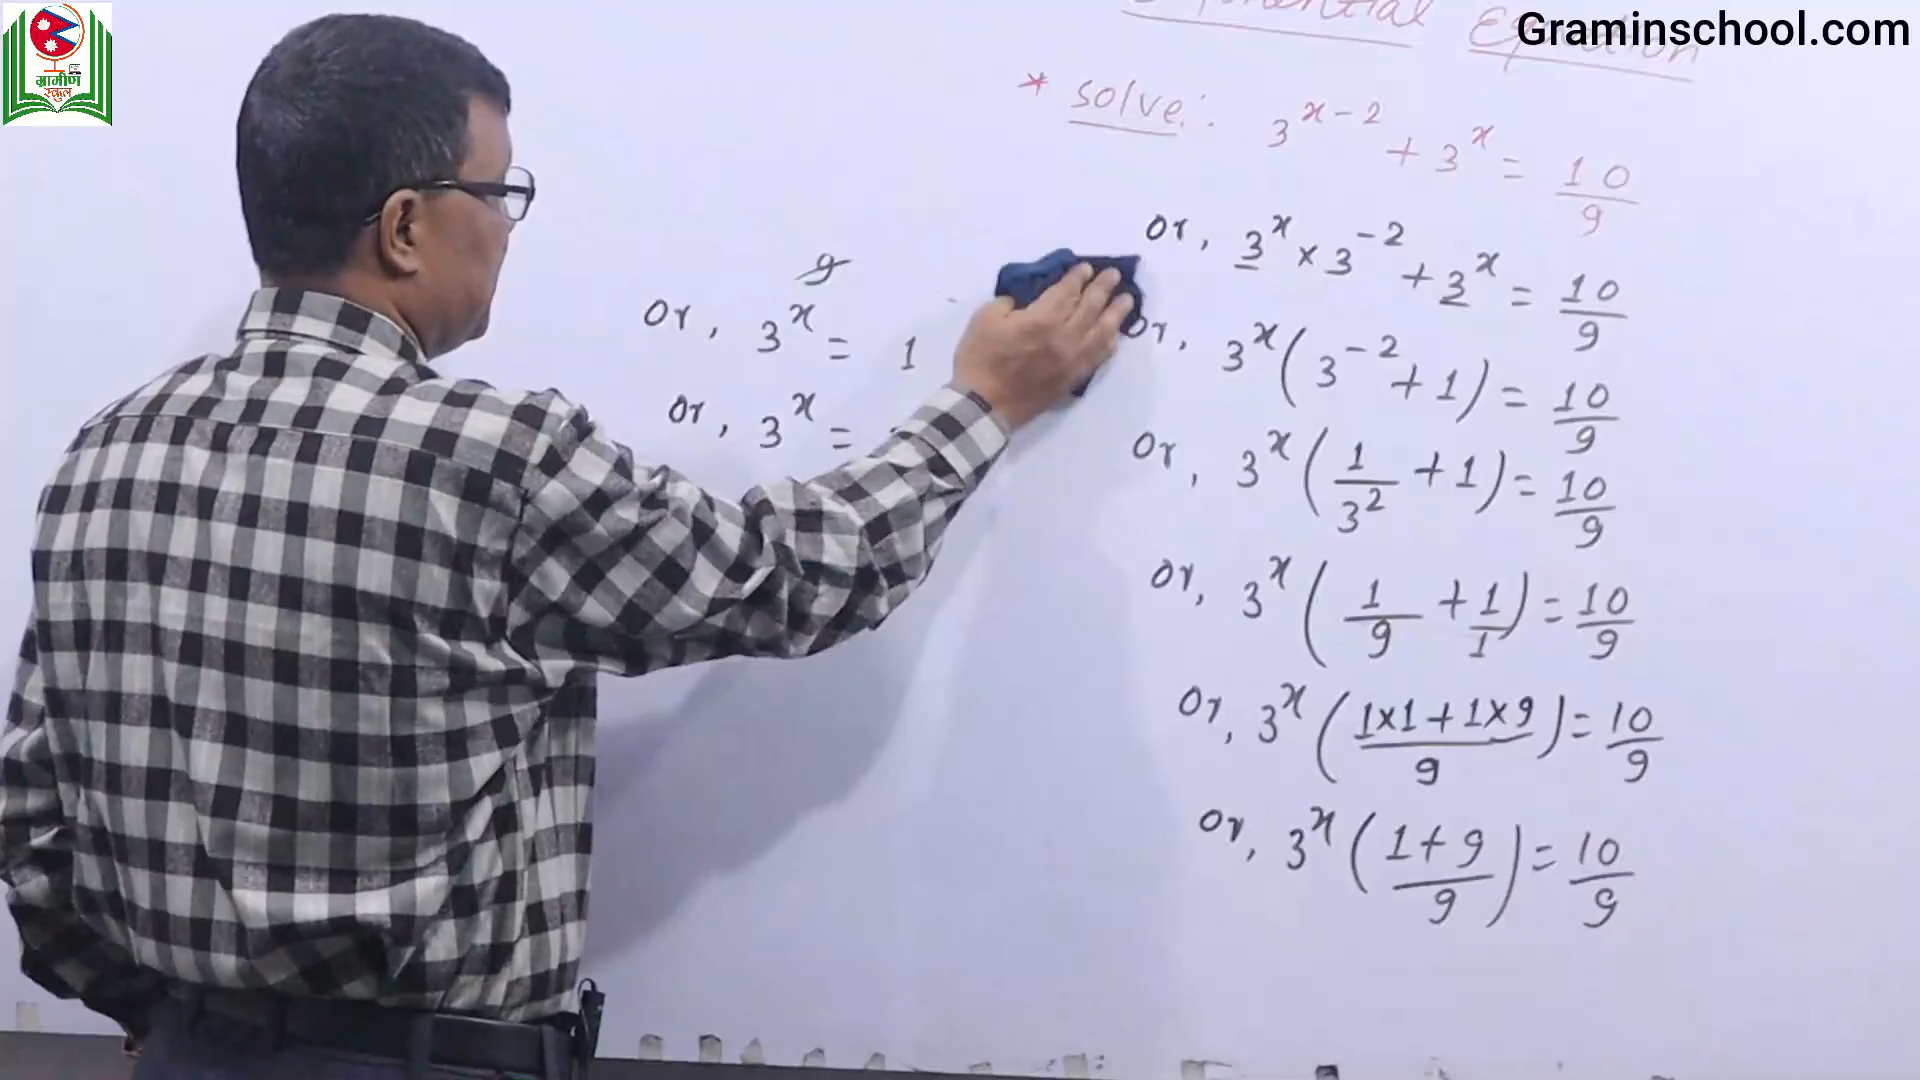 ग्रामीण
स्कुल
Graminschool.com
Equation
* Solve: 3^{x-2} + 3^x = 10/9
or, 3^x × 3^{-2} + 3^x = 10/9
or, 3^x (3^{-2} + 1) = 10/9
or, 3^x (1/3^2 + 1) = 10/9
or, 3^x (1/9 + 1/1) = 10/9
or, 3^x ((1×1 + 1×9)/9) = 10/9
or, 3^x ((1 + 9)/9) = 10/9
9
or, 3^x = 1
or, 3^x =